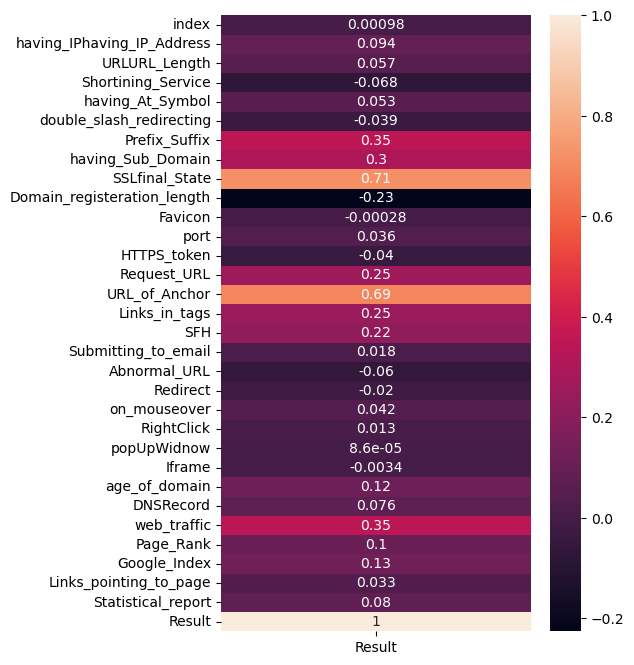 index 0.00098
having_IPhaving_IP_Address 0.094
URLURL_Length 0.057
Shortining_Service -0.068
having_At_Symbol 0.053
double_slash_redirecting -0.039
Prefix_Suffix 0.35
having_Sub_Domain 0.3
SSLfinal_State 0.71
Domain_registeration_length -0.23
Favicon -0.00028
port 0.036
HTTPS_token -0.04
Request_URL 0.25
URL_of_Anchor 0.69
Links_in_tags 0.25
SFH 0.22
Submitting_to_email 0.018
Abnormal_URL -0.06
Redirect -0.02
on_mouseover 0.042
RightClick 0.013
popUpWidnow 8.6e-05
Iframe -0.0034
age_of_domain 0.12
DNSRecord 0.076
web_traffic 0.35
Page_Rank 0.1
Google_Index 0.13
Links_pointing_to_page 0.033
Statistical_report 0.08
Result 1
Result
1.0
0.8
0.6
0.4
0.2
0.0
−0.2